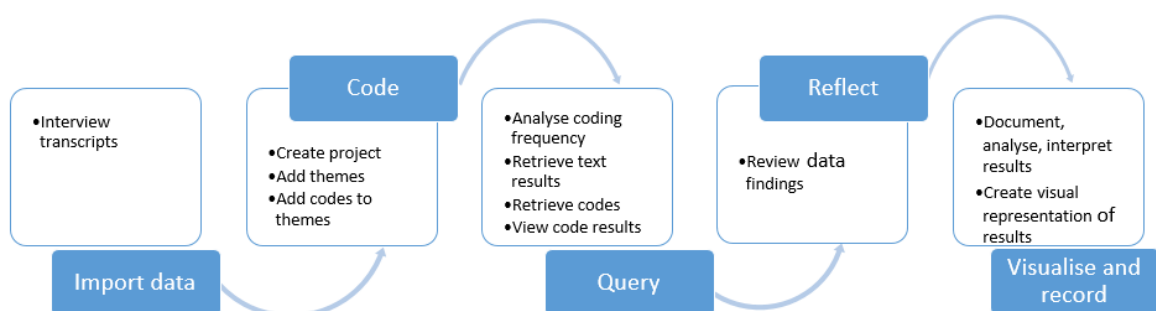 •Interview
transcripts
Import data
Code
•Create project
•Add themes
•Add codes to
themes
•Analyse coding
frequency
•Retrieve text
results
•Retrieve codes
•View code results
Query
Reflect
•Review data
findings
•Document,
analyse, interpret
results
•Create visual
representation of
results
Visualise and
record